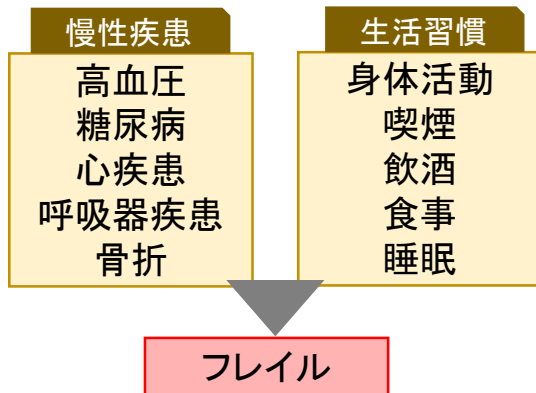 慢性疾患
高血圧
糖尿病
心疾患
呼吸器疾患
骨折
生活習慣
身体活動
喫煙
飲酒
食事
睡眠
フレイル